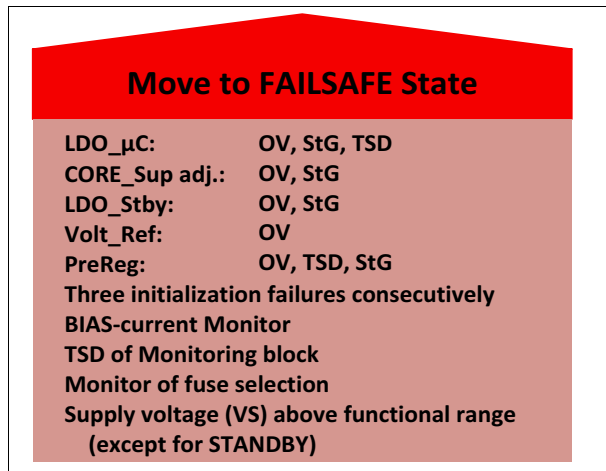 Move to FAILSAFE State
LDO_µC: OV, StG, TSD
CORE_Sup adj.: OV, StG
LDO_Stby: OV, StG
Volt_Ref: OV
PreReg: OV, TSD, StG
Three initialization failures consecutively
BIAS-current Monitor
TSD of Monitoring block
Monitor of fuse selection
Supply voltage (VS) above functional range
(except for STANDBY)